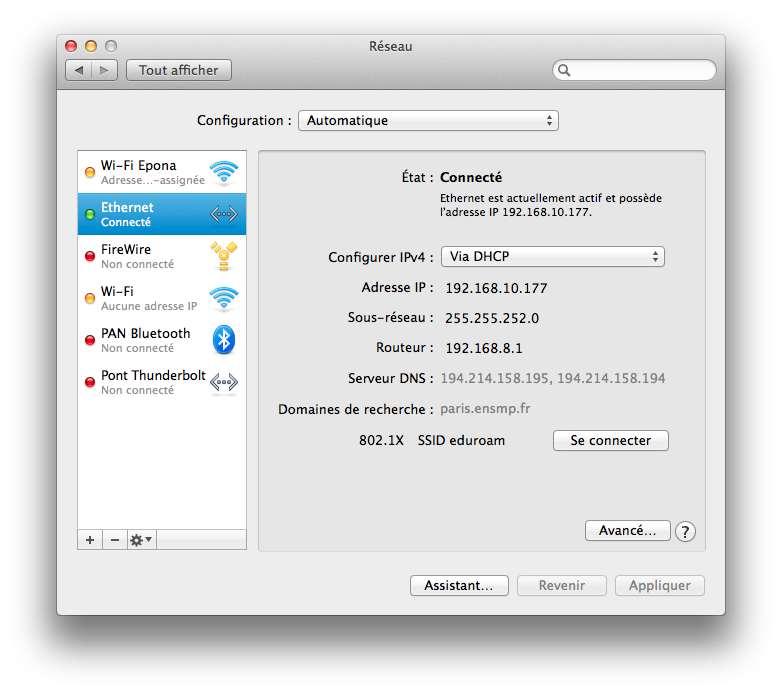 Réseau
Tout afficher
Configuration : Automatique
Wi-Fi Epona
Adresse...-assignée
Ethernet
Connecté
FireWire
Non connecté
Wi-Fi
Aucune adresse IP
PAN Bluetooth
Non connecté
Pont Thunderbolt
Non connecté
État : Connecté
Ethernet est actuellement actif et possède
l'adresse IP 192.168.10.177.
Configurer IPv4 : Via DHCP
Adresse IP : 192.168.10.177
Sous-réseau : 255.255.252.0
Routeur : 192.168.8.1
Serveur DNS : 194.214.158.195, 194.214.158.194
Domaines de recherche : paris.ensmp.fr
802.1X SSID eduroam Se connecter
Avancé... ?
Assistant... Revenir Appliquer